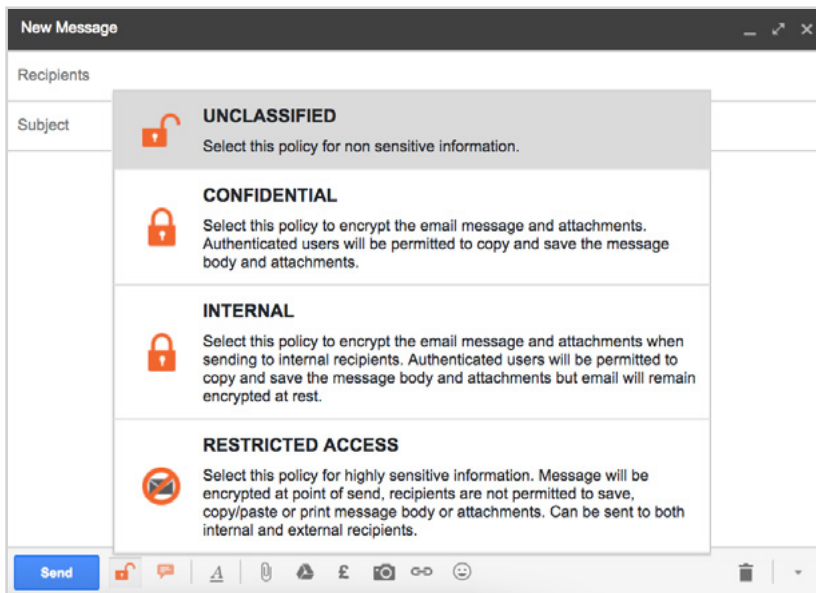 New Message
Recipients
Subject
UNCLASSIFIED
Select this policy for non sensitive information.
CONFIDENTIAL
Select this policy to encrypt the email message and attachments.
Authenticated users will be permitted to copy and save the message
body and attachments.
INTERNAL
Select this policy to encrypt the email message and attachments when
sending to internal recipients. Authenticated users will be permitted to
copy and save the message body and attachments but email will remain
encrypted at rest.
RESTRICTED ACCESS
Select this policy for highly sensitive information. Message will be
encrypted at point of send, recipients are not permitted to save,
copy/paste or print message body or attachments. Can be sent to both
internal and external recipients.
Send A £